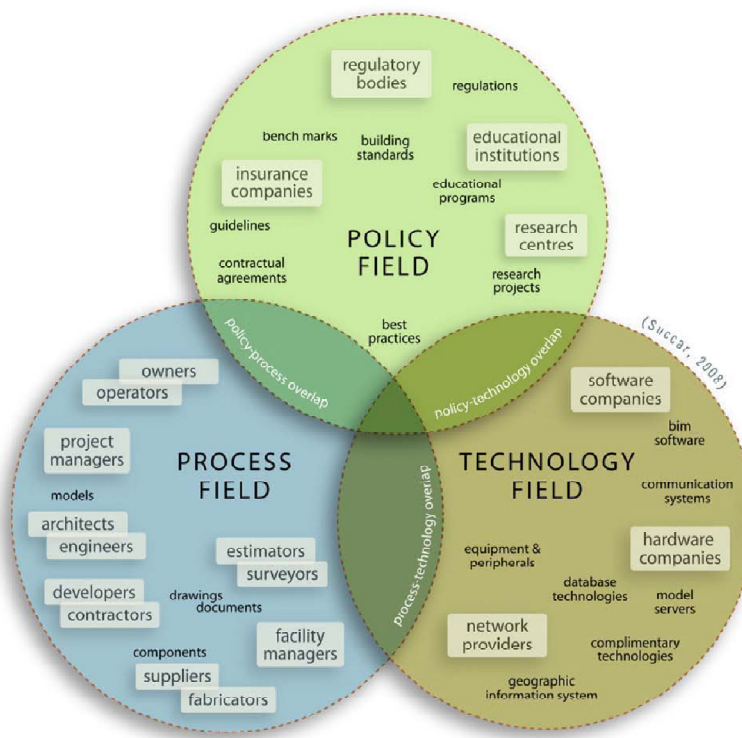 regulatory
bodies
regulations
bench marks
building
standards
educational
institutions
insurance
companies
educational
programs
guidelines
research
centres
POLICY
FIELD
contractual
agreements
research
projects
best
practices
policy-process overlap
policy-technology overlap
(Succar, 2008)
owners
operators
project
managers
PROCESS
FIELD
models
architects
engineers
estimators
surveyors
developers
contractors
drawings
documents
facility
managers
components
suppliers
fabricators
process-technology overlap
software
companies
bim
software
TECHNOLOGY
FIELD
communication
systems
equipment &
peripherals
hardware
companies
database
technologies
model
servers
network
providers
complimentary
technologies
geographic
information system